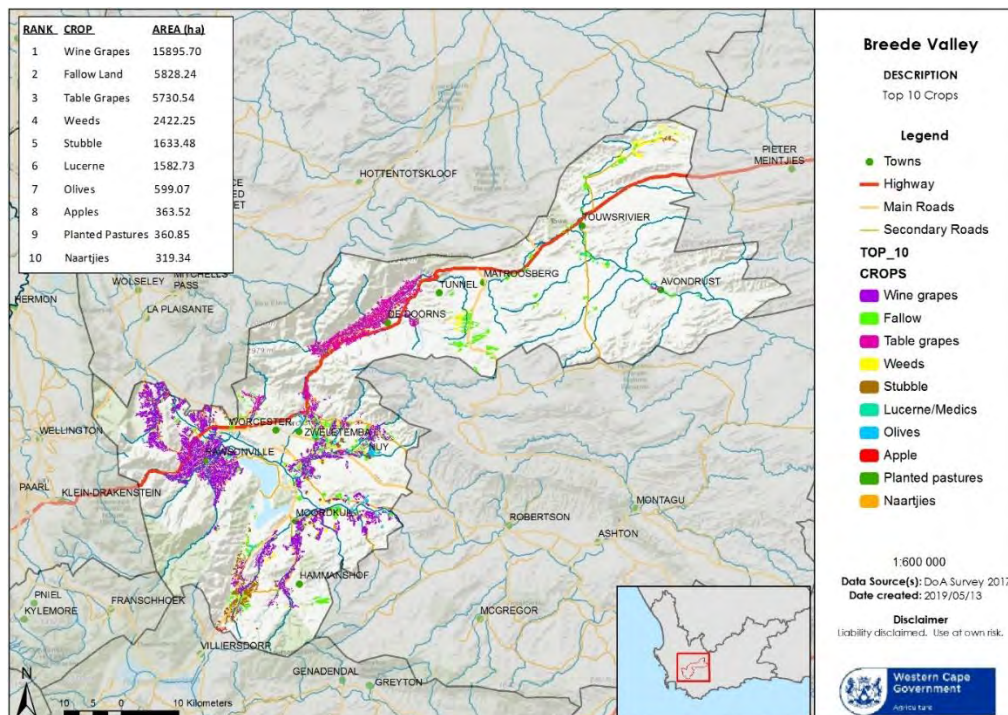 RANK CROP AREA (ha)
1 Wine Grapes 15895.70
2 Fallow Land 5828.24
3 Table Grapes 5730.54
4 Weeds 2422.25
5 Stubble 1633.48
6 Lucerne 1582.73
7 Olives 599.07
8 Apples 363.52
9 Planted Pastures 360.85
10 Naartjies 319.34
HOTTENTOTSKLOOF
PIETER
MEINTJIES
TOUWSRIVIER
MATROOSBERG
TUNNEL
AVONDRUST
DE DOORNS
MITCHELLS
PASS
WOLSELEY
HERMON
LA PLAISANTE
WORCESTER
ZWELETEMBA
NUY
RAWSONVILLE
WELLINGTON
PAARL
KLEIN-DRAKENSTEIN
MOORDKUIL
ROBERTSON
MONTAGU
ASHTON
HAMMANSHOF
PNIEL
KYLEMORE
FRANSCHHOEK
MCGREGOR
VILLIERSDORP
GENADENDAL
GREYTON
N
10 5 0 10 Kilometers
Breede Valley
DESCRIPTION
Top 10 Crops
Legend
Towns
Highway
Main Roads
Secondary Roads
TOP_10
CROPS
Wine grapes
Fallow
Table grapes
Weeds
Stubble
Lucerne/Medics
Olives
Apple
Planted pastures
Naartjies
1:600 000
Data Source(s): DoA Survey 2017
Date created: 2019/05/13
Disclaimer
Liability disclaimed. Use at own risk.
Western Cape
Government
Agriculture